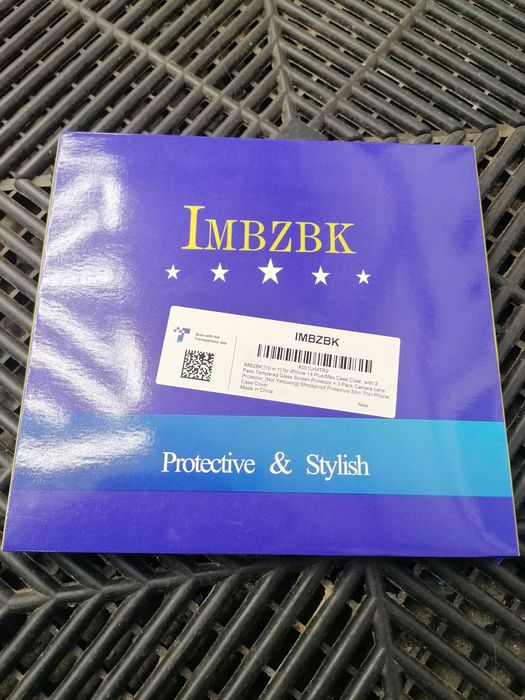 IMBZBK
Scan with the
Transparency app
IMBZBK
X001LH4TR9
IMBZBK [10 in 1] for iPhone 14 Plus/Max Case Clear, with 3
Pack Tempered Glass Screen Protector + 3 Pack Camera Lens
Protector, [Not Yellowing] Shockproof Protective Slim Thin Phone
Case Cover
New
Made in China
Protective & Stylish